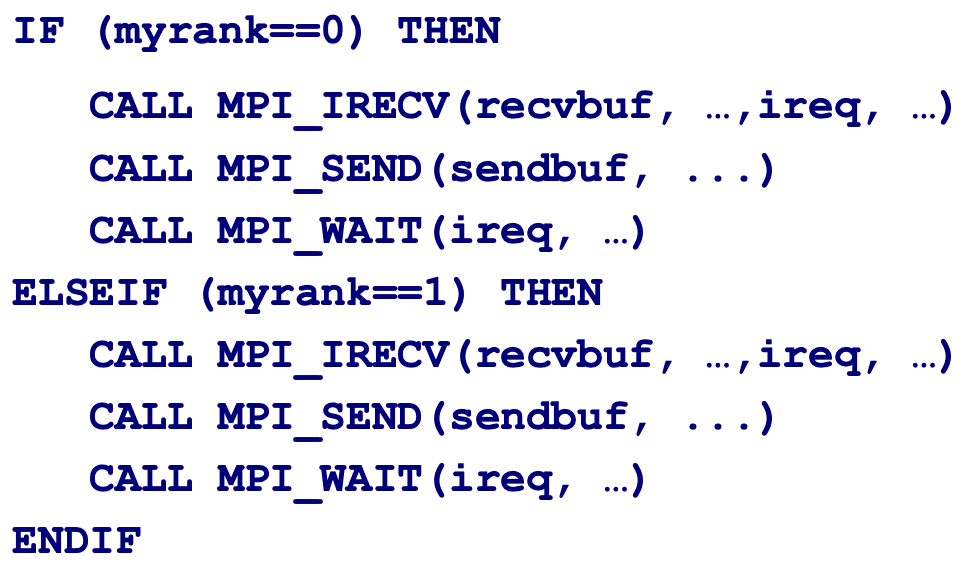 IF (myrank==0) THEN
CALL MPI_IRECV(recvbuf, …,ireq, …)
CALL MPI_SEND(sendbuf, ...)
CALL MPI_WAIT(ireq, …)
ELSEIF (myrank==1) THEN
CALL MPI_IRECV(recvbuf, …,ireq, …)
CALL MPI_SEND(sendbuf, ...)
CALL MPI_WAIT(ireq, …)
ENDIF